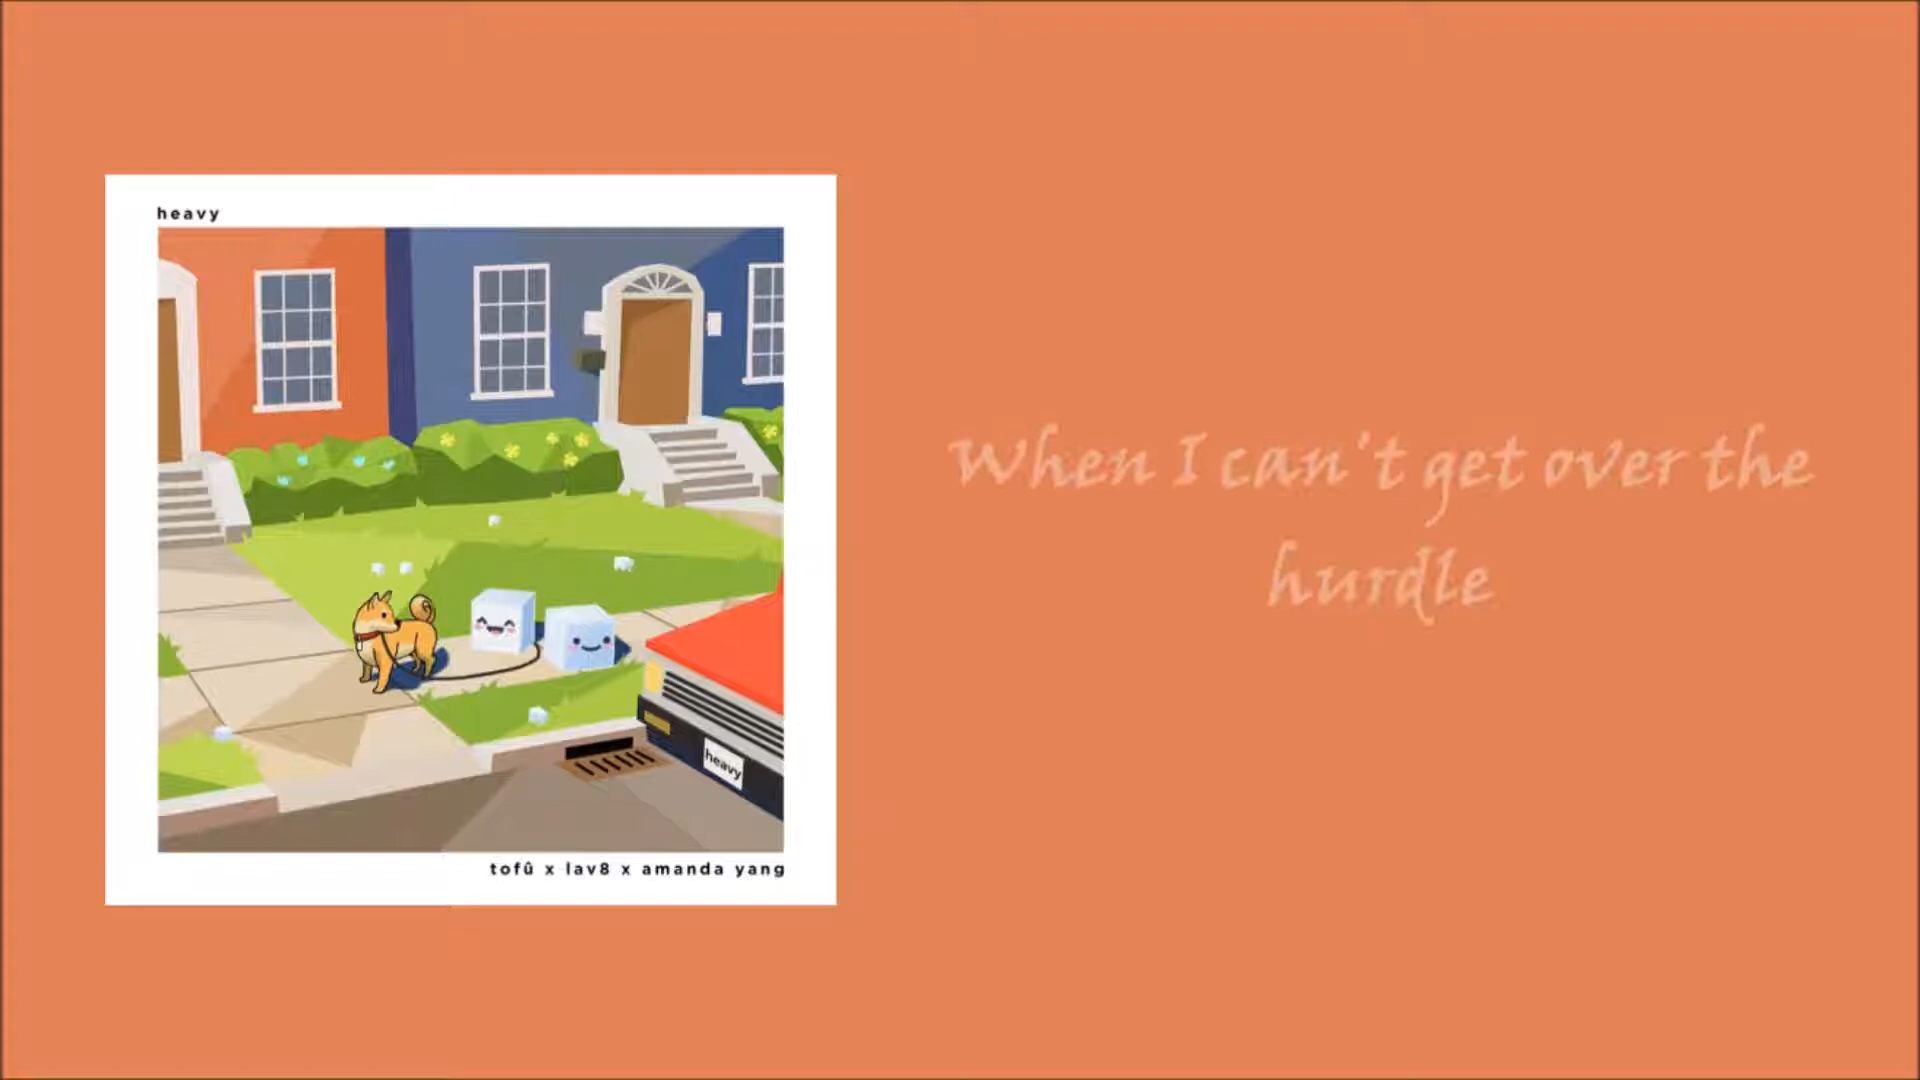 heavy
heavy
tofû x lav8 x amanda yang
When I can't get over the
hurdle